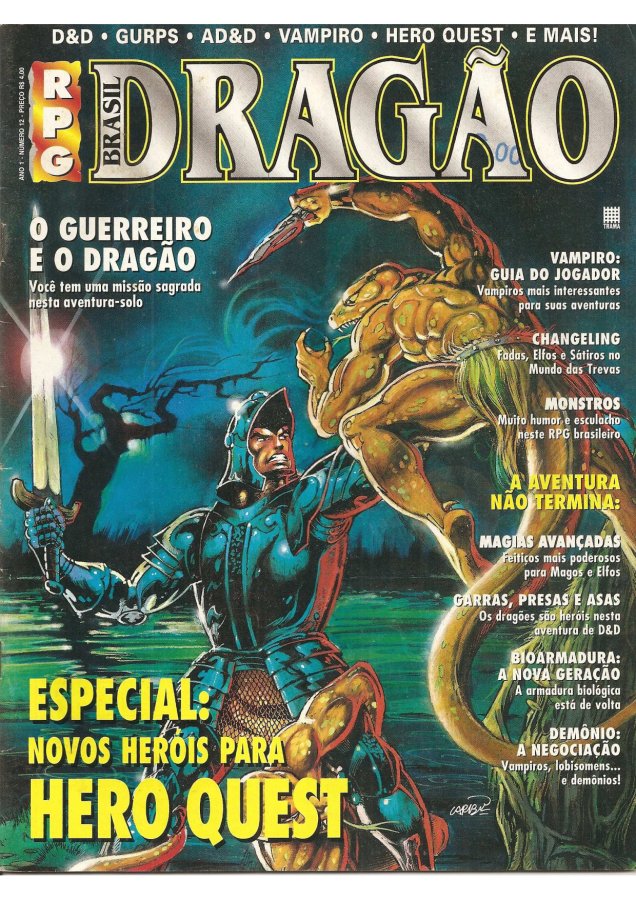 D&D • GURPS • AD&D • VAMPIRO • HERO QUEST • E MAIS!
RPG
BRASIL
DRAGÃO
ANO 1 - NÚMERO 12 - PREÇO R$ 4,00
,00
TRAMA
O GUERREIRO
E O DRAGÃO
Você tem uma missão sagrada
nesta aventura-solo
VAMPIRO:
GUIA DO JOGADOR
Vampiros mais interessantes
para suas aventuras
CHANGELING
Fadas, Elfos e Sátiros no
Mundo das Trevas
MONSTROS
Muito humor e esculacho
neste RPG brasileiro
A AVENTURA
NÃO TERMINA:
MAGIAS AVANÇADAS
Feitiços mais poderosos
para Magos e Elfos
GARRAS, PRESAS E ASAS
Os dragões são heróis nesta
aventura de D&D
BIOARMADURA:
A NOVA GERAÇÃO
A armadura biológica
está de volta
DEMÔNIO:
A NEGOCIAÇÃO
Vampiros, lobisomens...
e demônios!
ESPECIAL:
NOVOS HERÓIS PARA
HERO QUEST